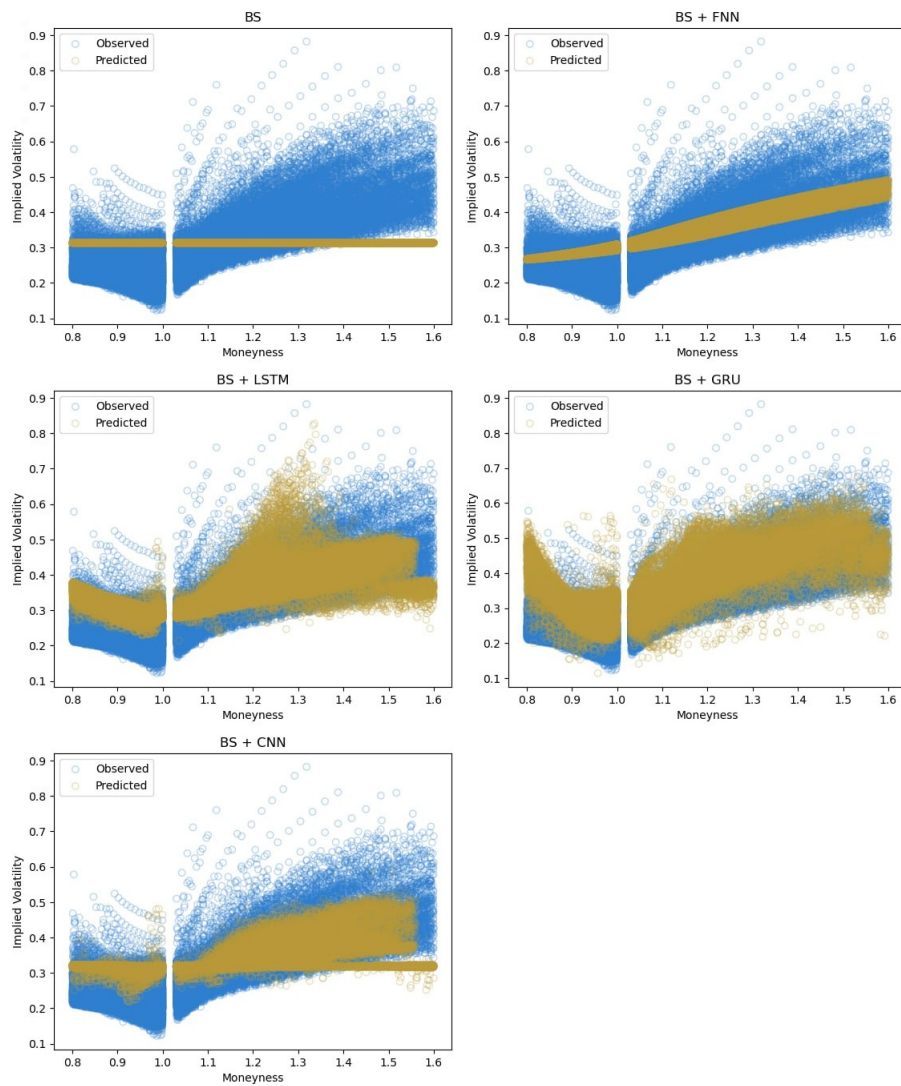 BS
Observed
Predicted
Implied Volatility
0.9
0.8
0.7
0.6
0.5
0.4
0.3
0.2
0.1
0.8 0.9 1.0 1.1 1.2 1.3 1.4 1.5 1.6
Moneyness
BS + FNN
Observed
Predicted
Implied Volatility
0.9
0.8
0.7
0.6
0.5
0.4
0.3
0.2
0.1
0.8 0.9 1.0 1.1 1.2 1.3 1.4 1.5 1.6
Moneyness
BS + LSTM
Observed
Predicted
Implied Volatility
0.9
0.8
0.7
0.6
0.5
0.4
0.3
0.2
0.1
0.8 0.9 1.0 1.1 1.2 1.3 1.4 1.5 1.6
Moneyness
BS + GRU
Observed
Predicted
Implied Volatility
0.9
0.8
0.7
0.6
0.5
0.4
0.3
0.2
0.1
0.8 0.9 1.0 1.1 1.2 1.3 1.4 1.5 1.6
Moneyness
BS + CNN
Observed
Predicted
Implied Volatility
0.9
0.8
0.7
0.6
0.5
0.4
0.3
0.2
0.1
0.8 0.9 1.0 1.1 1.2 1.3 1.4 1.5 1.6
Moneyness